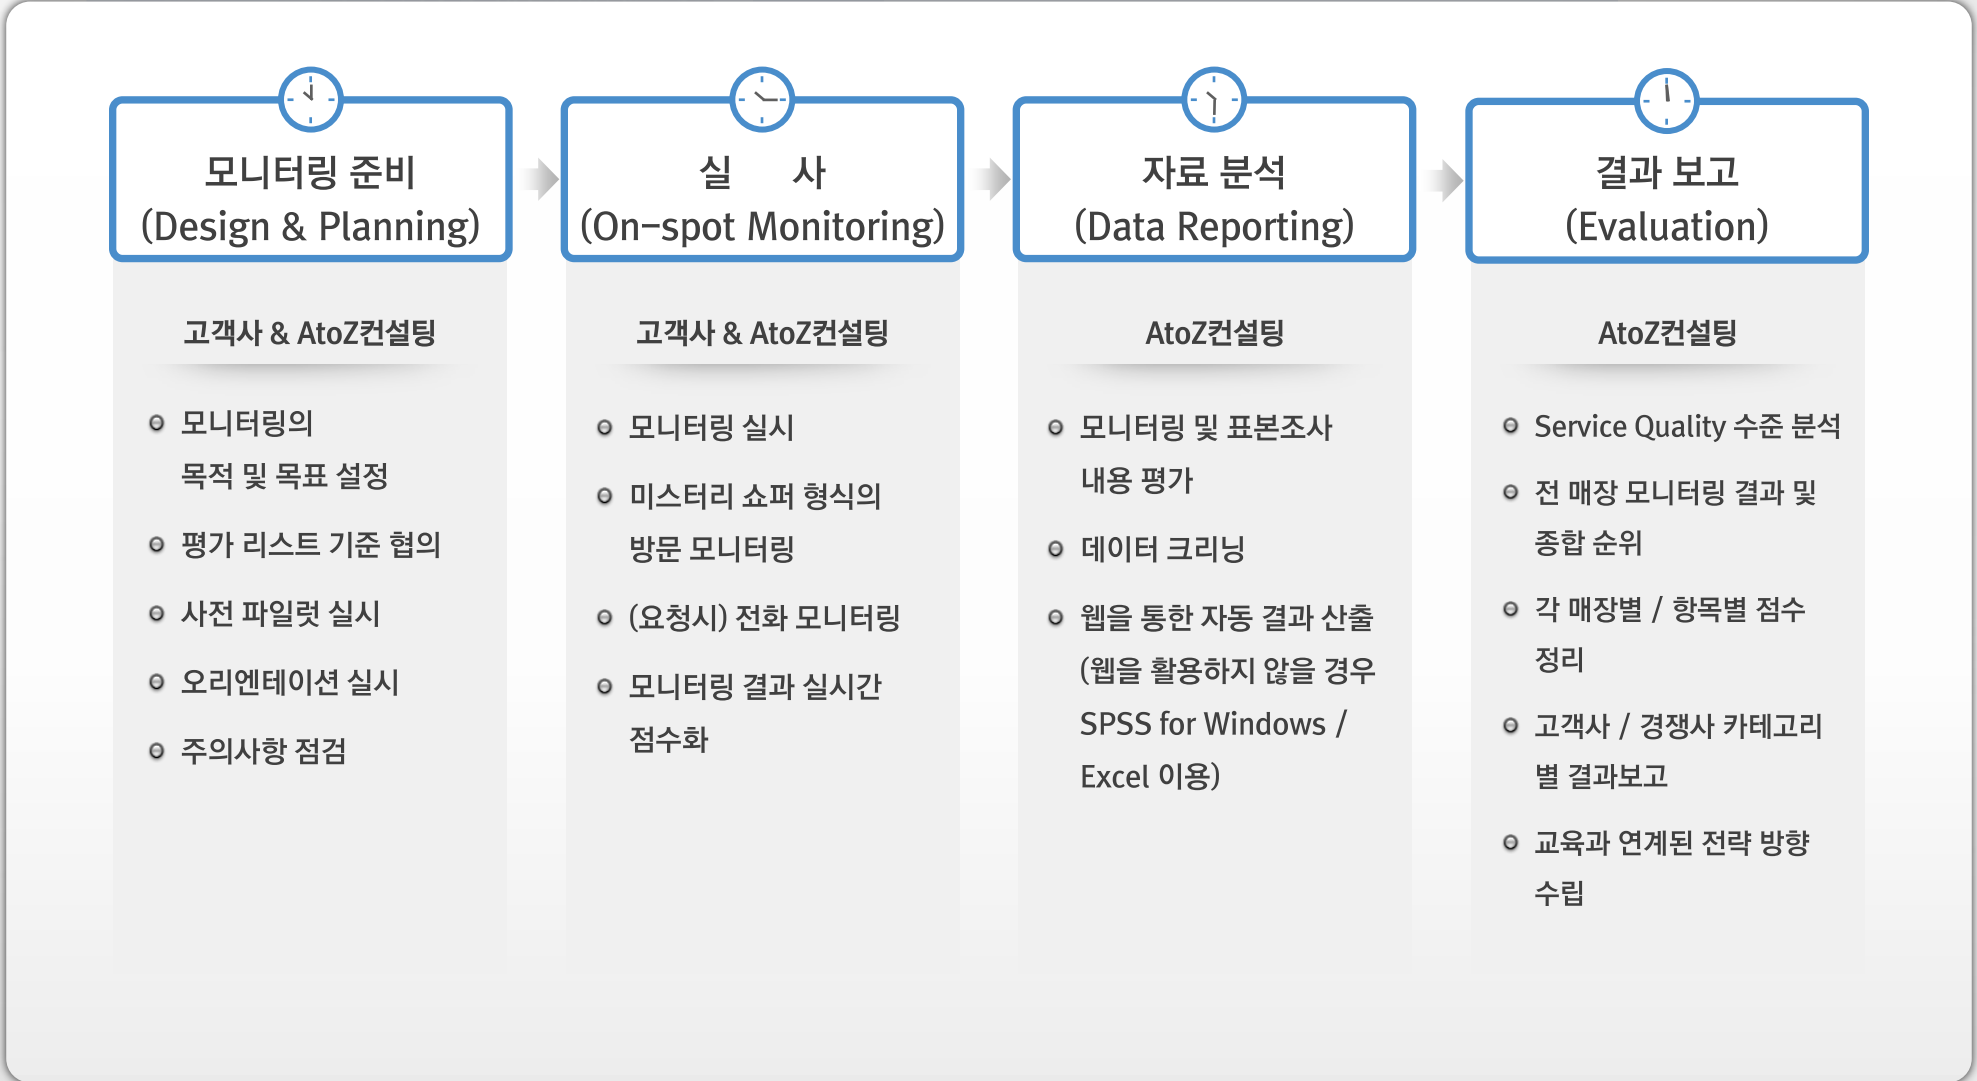 모니터링 준비
(Design & Planning)
고객사 & AtoZ컨설팅
모니터링의
목적 및 목표 설정
평가 리스트 기준 협의
사전 파일럿 실시
오리엔테이션 실시
주의사항 점검
실 사
(On-spot Monitoring)
고객사 & AtoZ컨설팅
모니터링 실시
미스터리 쇼퍼 형식의
방문 모니터링
(요청시) 전화 모니터링
모니터링 결과 실시간
점수화
자료 분석
(Data Reporting)
AtoZ컨설팅
모니터링 및 표본조사
내용 평가
데이터 크리닝
웹을 통한 자동 결과 산출
(웹을 활용하지 않을 경우
SPSS for Windows /
Excel 이용)
결과 보고
(Evaluation)
AtoZ컨설팅
Service Quality 수준 분석
전 매장 모니터링 결과 및
종합 순위
각 매장별 / 항목별 점수
정리
고객사 / 경쟁사 카테고리
별 결과보고
교육과 연계된 전략 방향
수립